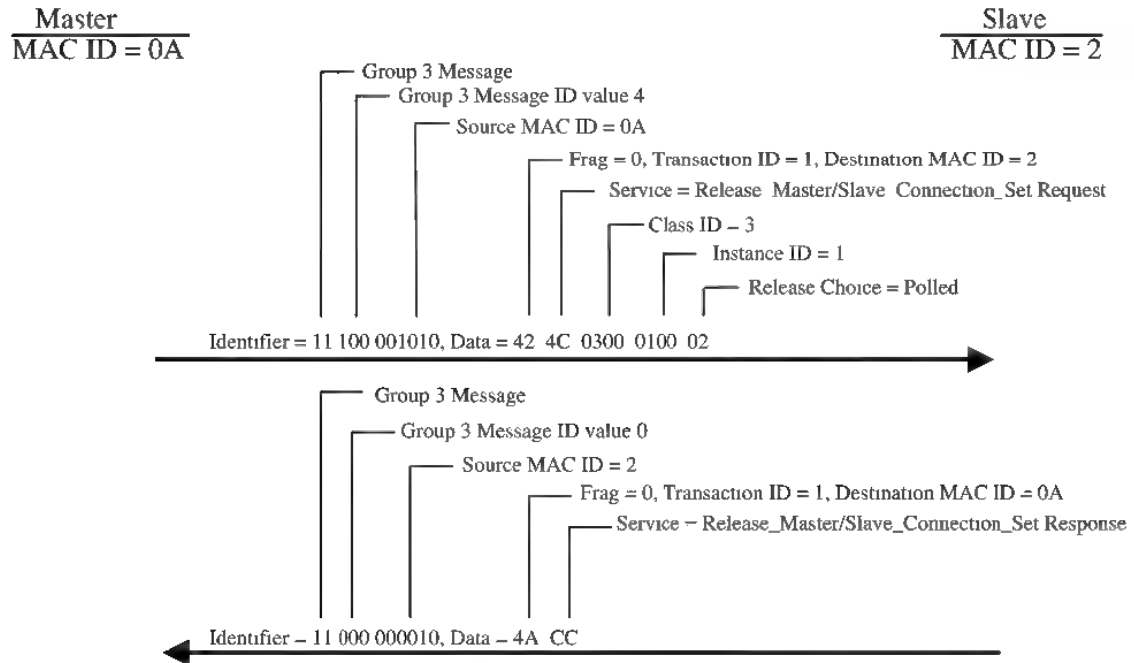 Master
MAC ID = 0A
Slave
MAC ID = 2
Group 3 Message
Group 3 Message ID value 4
Source MAC ID = 0A
Frag = 0, Transaction ID = 1, Destination MAC ID = 2
Service = Release Master/Slave Connection_Set Request
Class ID – 3
Instance ID = 1
Release Choice = Polled
Identifier = 11 100 001010, Data = 42 4C 0300 0100 02
Group 3 Message
Group 3 Message ID value 0
Source MAC ID = 2
Frag = 0, Transaction ID = 1, Destination MAC ID = 0A
Service – Release_Master/Slave_Connection_Set Response
Identifier – 11 000 000010, Data – 4A CC